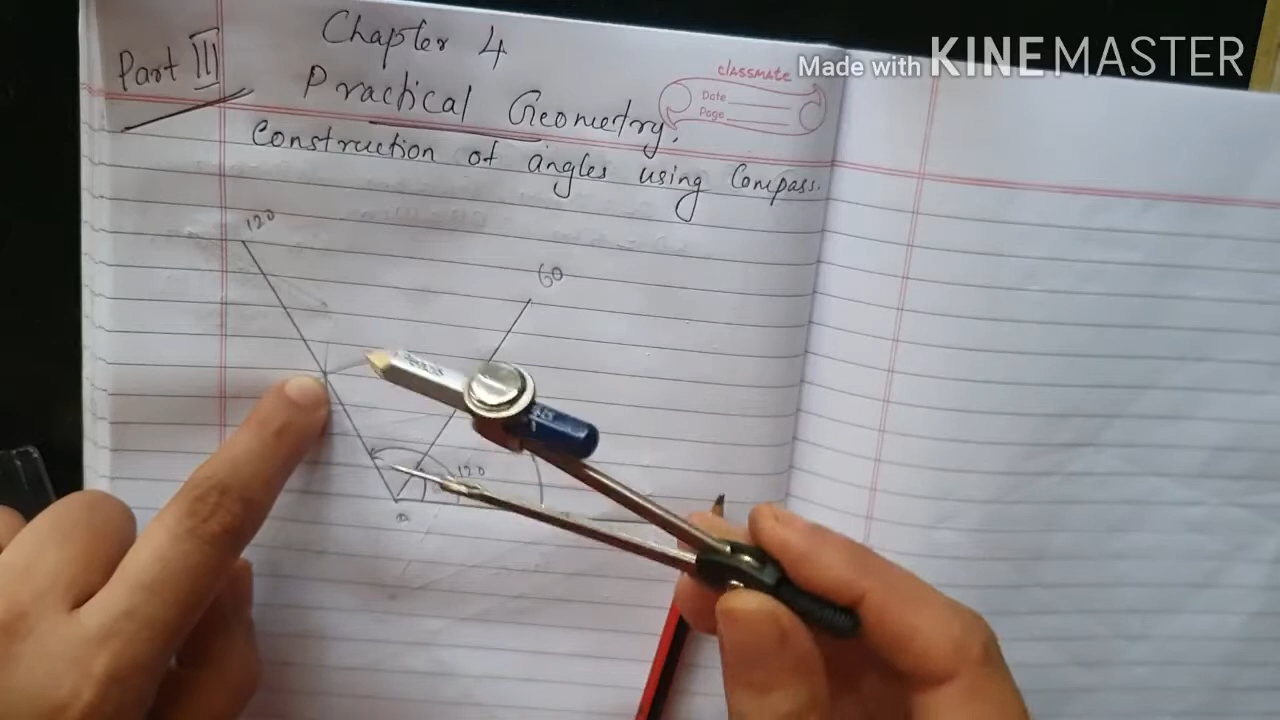 Chapter 4
Part III
Practical Geometry.
Construction of angles using Compass.
classmate
Date
Page
Made with KINEMASTER
120
60
120